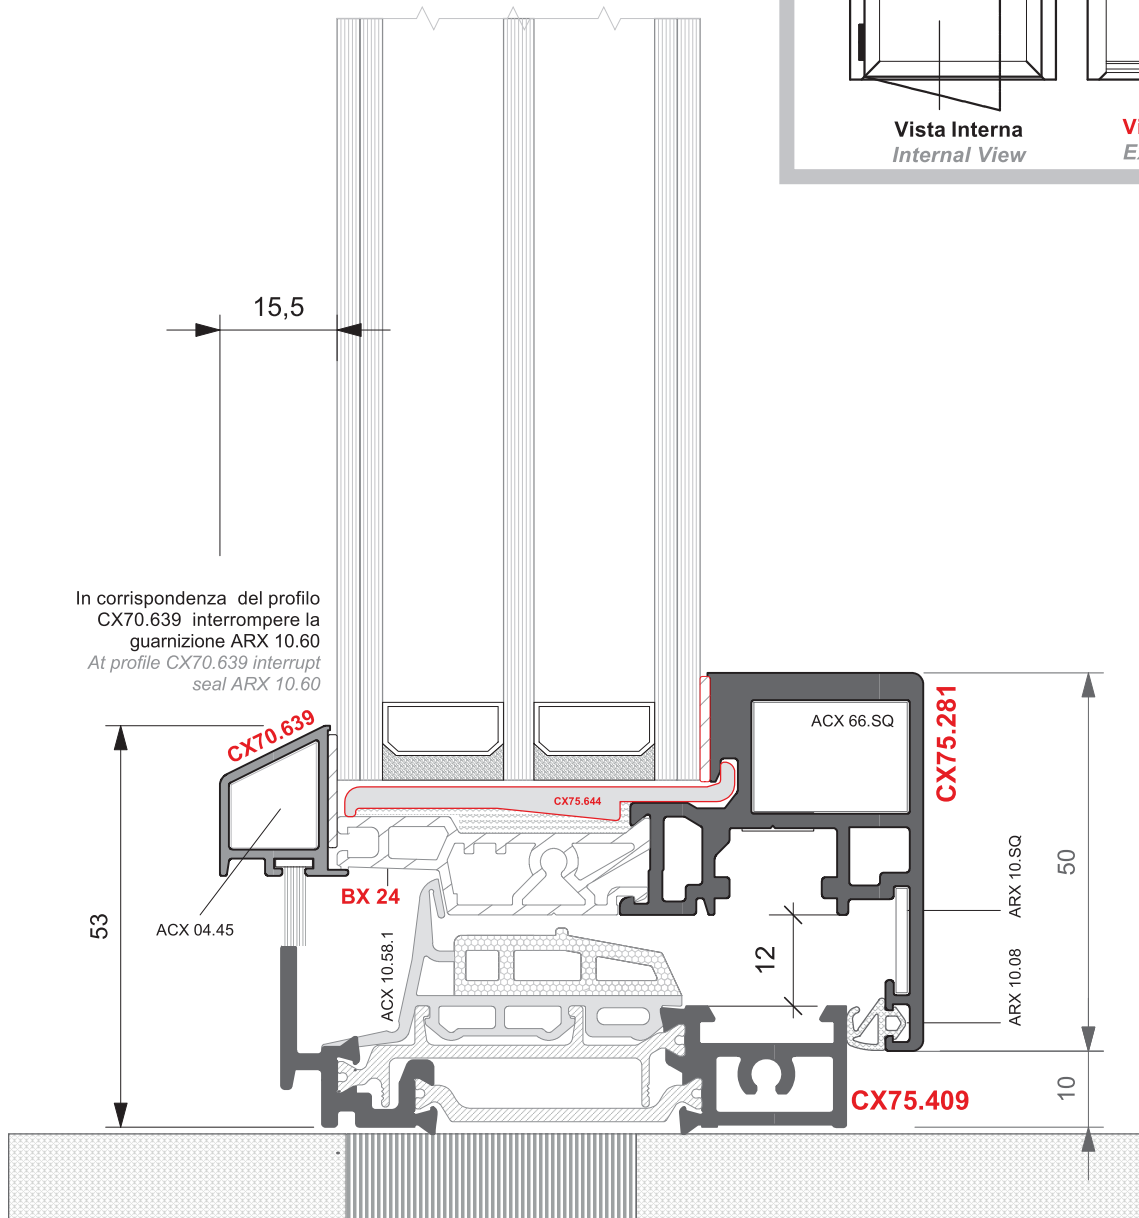 Vista Interna
Internal View
15,5
In corrispondenza del profilo
CX70.639 interrompere la
guarnizione ARX 10.60
At profile CX70.639 interrupt
seal ARX 10.60
CX70.639
ACX 66.SQ
CX75.281
CX75.644
BX 24
ACX 04.45
53
ACX 10.58.1
12
ARX 10.SQ
ARX 10.08
50
10
CX75.409